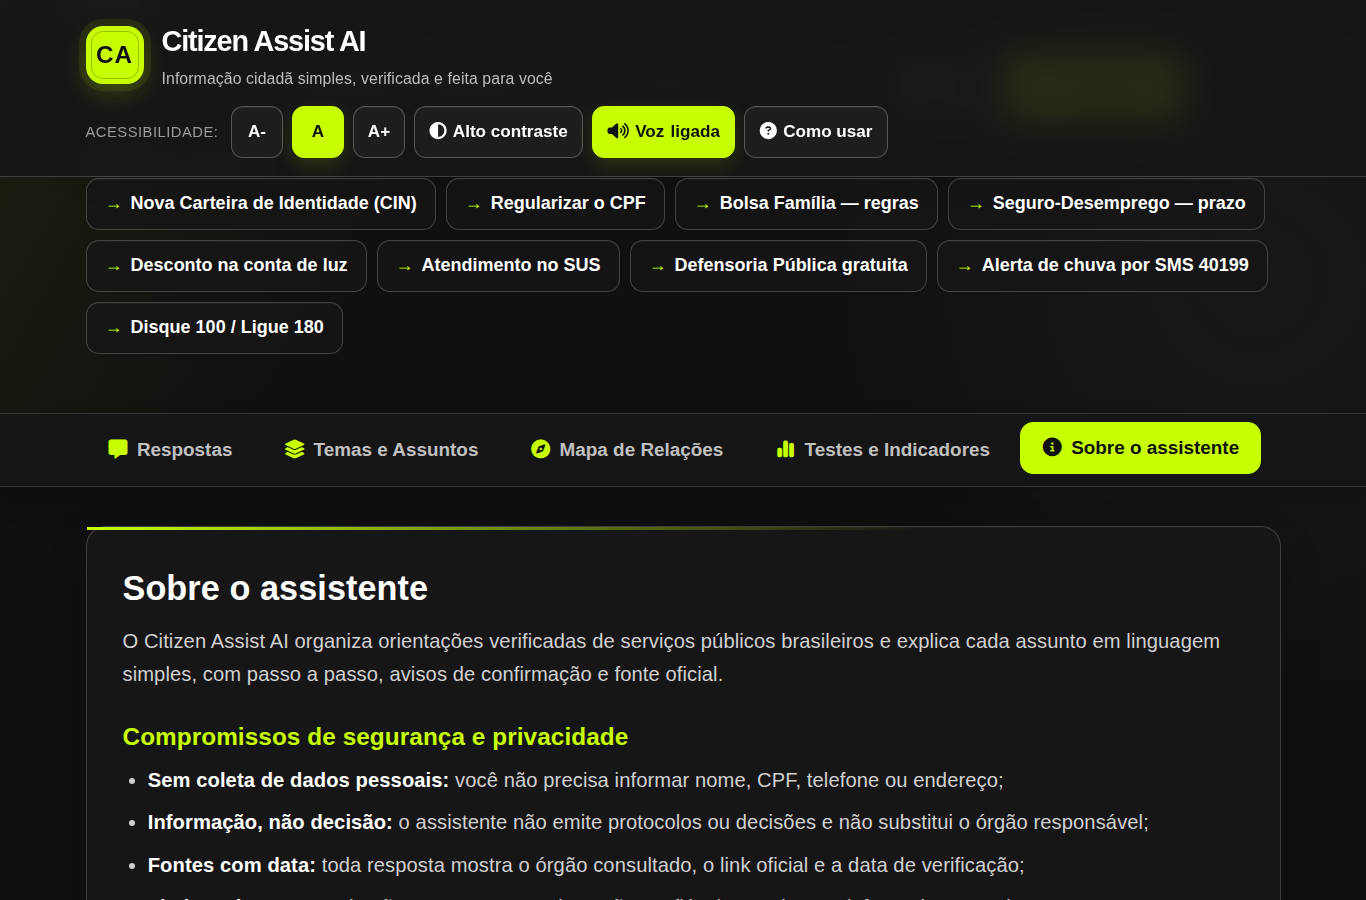 CA
Citizen Assist AI
Informação cidadã simples, verificada e feita para você
ACESSIBILIDADE: A- A A+ Alto contraste Voz ligada Como usar
→ Nova Carteira de Identidade (CIN) → Regularizar o CPF → Bolsa Família — regras → Seguro-Desemprego — prazo
→ Desconto na conta de luz → Atendimento no SUS → Defensoria Pública gratuita → Alerta de chuva por SMS 40199
→ Disque 100 / Ligue 180
Respostas Temas e Assuntos Mapa de Relações Testes e Indicadores Sobre o assistente
Sobre o assistente
O Citizen Assist AI organiza orientações verificadas de serviços públicos brasileiros e explica cada assunto em linguagem
simples, com passo a passo, avisos de confirmação e fonte oficial.
Compromissos de segurança e privacidade
• Sem coleta de dados pessoais: você não precisa informar nome, CPF, telefone ou endereço;
• Informação, não decisão: o assistente não emite protocolos ou decisões e não substitui o órgão responsável;
• Fontes com data: toda resposta mostra o órgão consultado, o link oficial e a data de verificação;